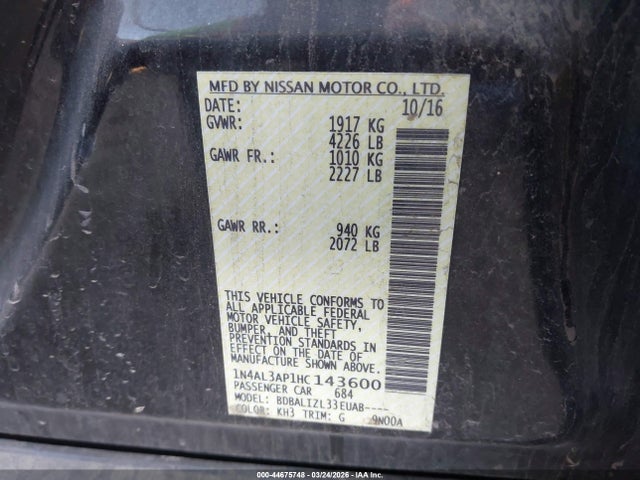 MFD BY NISSAN MOTOR CO., LTD.
DATE: 10/16
GVWR: 1917 KG
4226 LB
GAWR FR.: 1010 KG
2227 LB
GAWR RR.: 940 KG
2072 LB
THIS VEHICLE CONFORMS TO
ALL APPLICABLE FEDERAL
MOTOR VEHICLE SAFETY,
BUMPER, AND THEFT
PREVENTION STANDARDS IN
EFFECT ON THE DATE OF
MANUFACTURE SHOWN ABOVE.
1N4AL3AP1HC143600
PASSENGER CAR 684
MODEL: BDBALIZL33EUAB----
COLOR: KH3 TRIM: G 9N00A
© 000-44675748 | 03/24/2026 - IAAI.COM